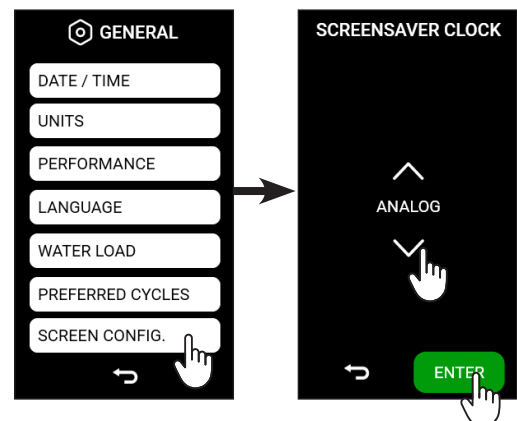 GENERAL
DATE / TIME
UNITS
PERFORMANCE
LANGUAGE
WATER LOAD
PREFERRED CYCLES
SCREEN CONFIG.
SCREENSAVER CLOCK
ANALOG
ENTER